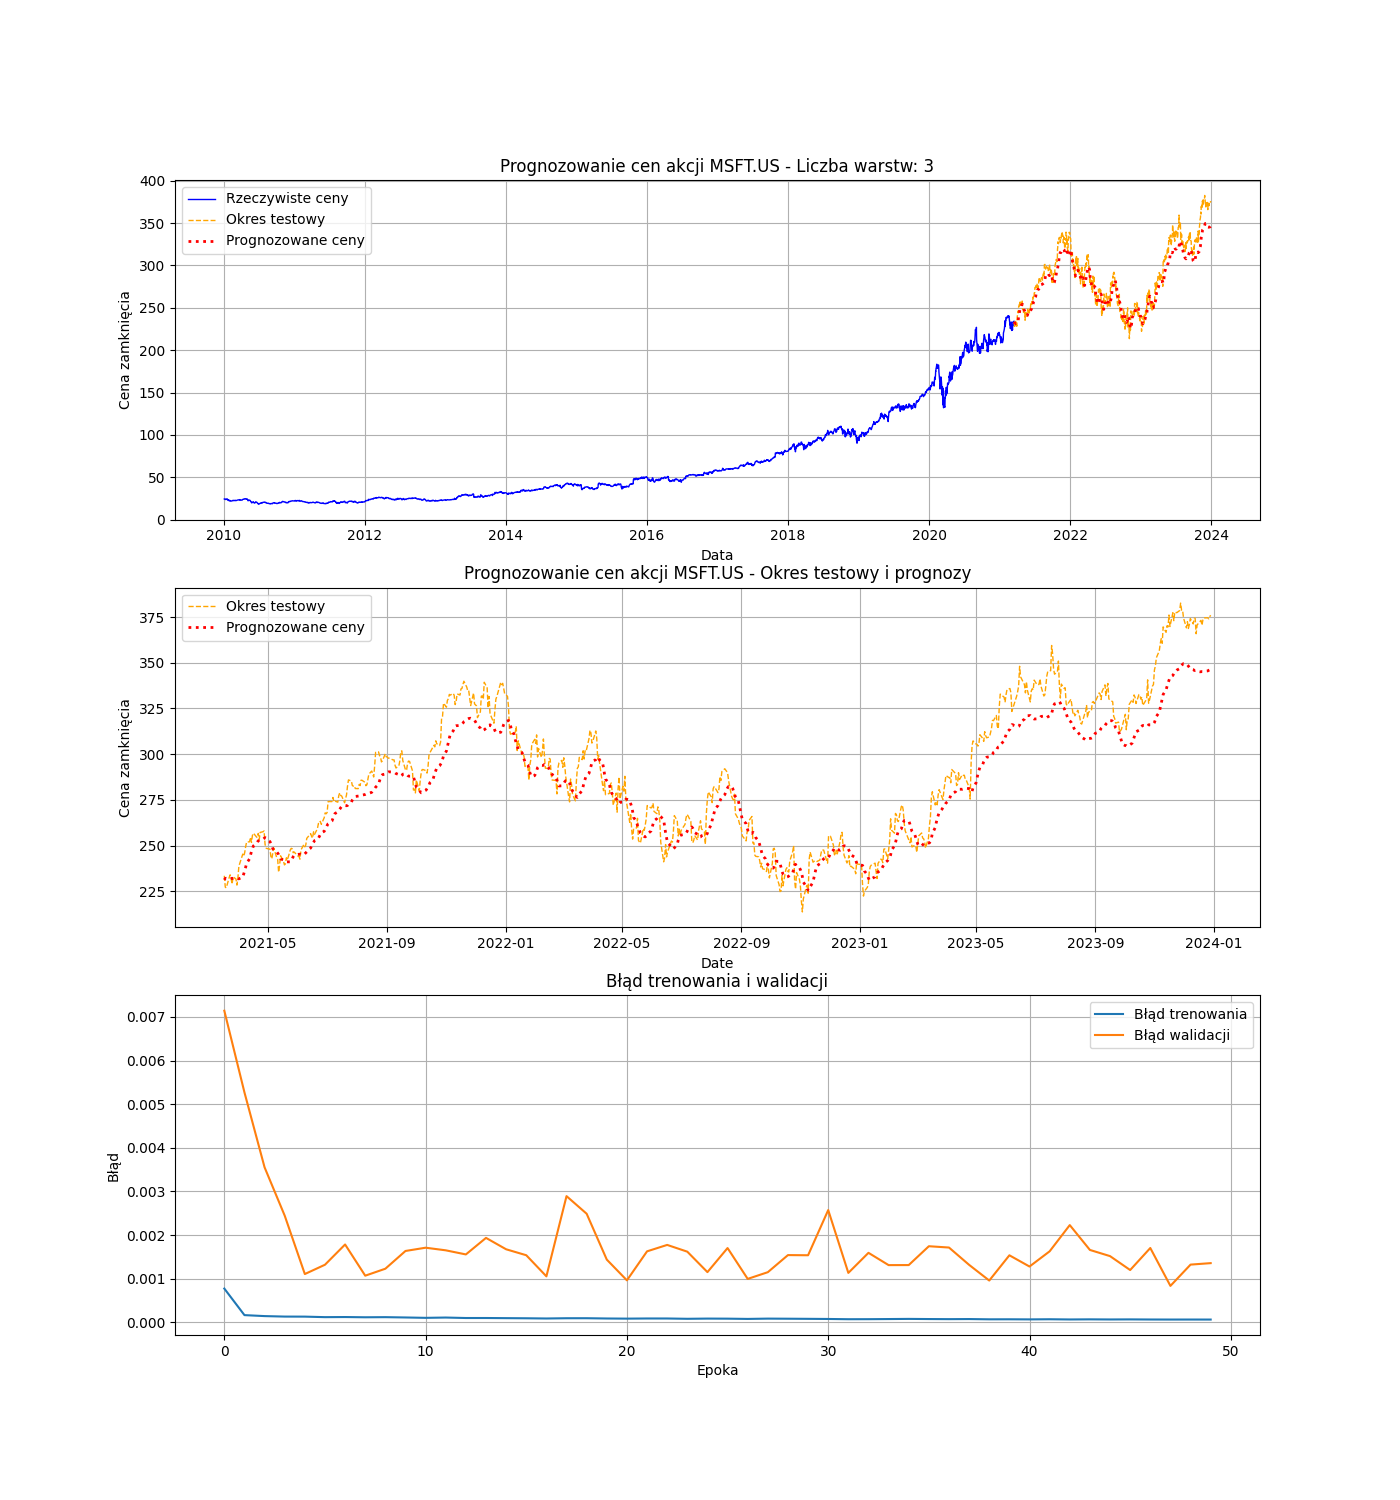 Prognozowanie cen akcji MSFT.US - Liczba warstw: 3
400
350
300
250
200
150
100
50
0
Cena zamknięcia
Rzeczywiste ceny
Okres testowy
Prognozowane ceny
2010 2012 2014 2016 2018 2020 2022 2024
Data
Prognozowanie cen akcji MSFT.US - Okres testowy i prognozy
375
350
325
300
275
250
225
Cena zamknięcia
Okres testowy
Prognozowane ceny
2021-05 2021-09 2022-01 2022-05 2022-09 2023-01 2023-05 2023-09 2024-01
Date
Błąd trenowania i walidacji
0.007
0.006
0.005
0.004
0.003
0.002
0.001
0.000
Błąd
Błąd trenowania
Błąd walidacji
0 10 20 30 40 50
Epoka